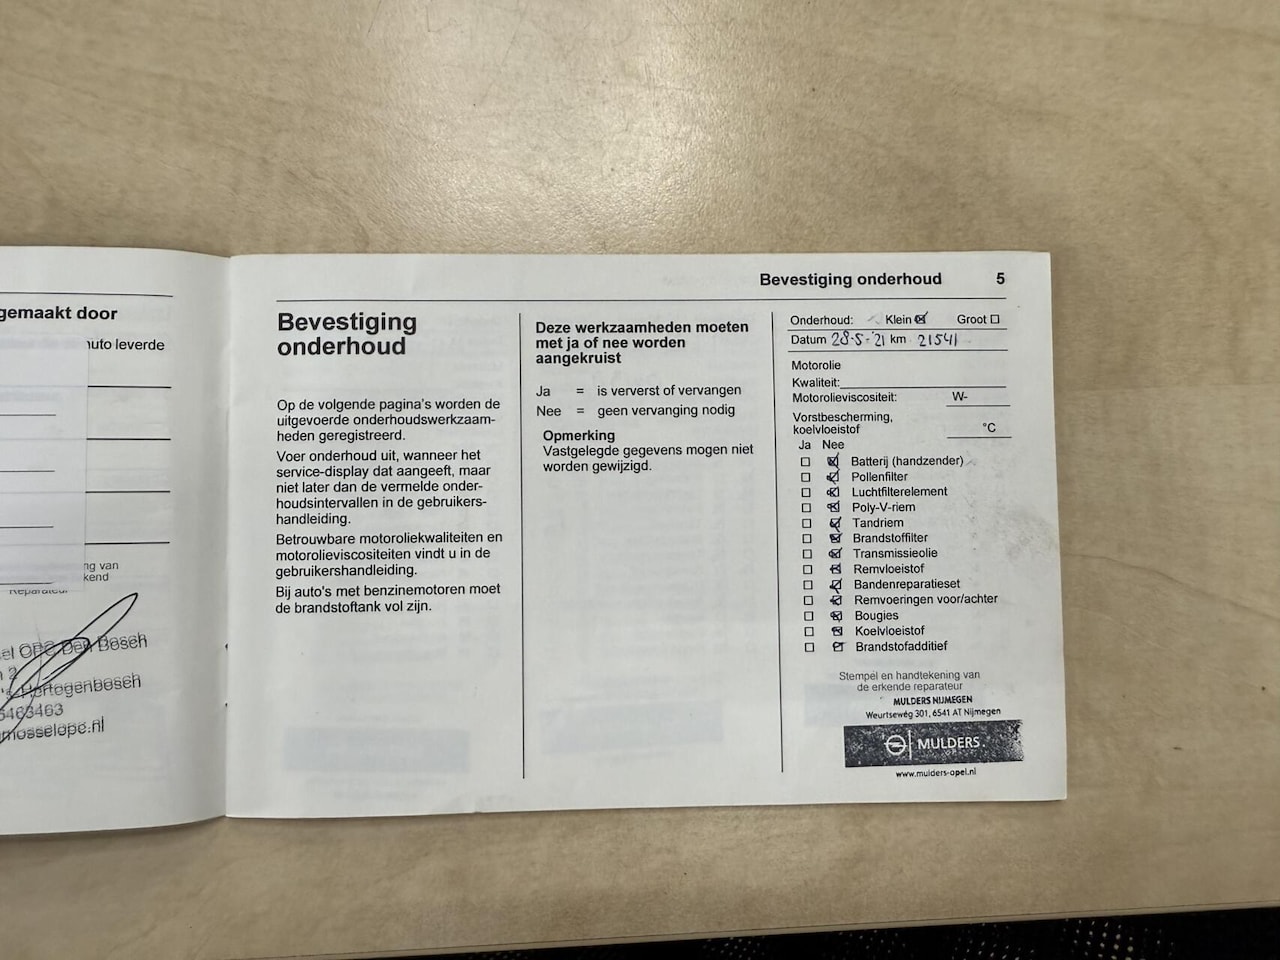 gemaakt door
auto leverde
ng van
kend
Reparateur
el OPC Den Bosch
2
's-Hertogenbosch
5463463
mosselopc.nl
Bevestiging onderhoud 5
Bevestiging
onderhoud
Op de volgende pagina's worden de
uitgevoerde onderhoudswerkzaam-
heden geregistreerd.
Voer onderhoud uit, wanneer het
service-display dat aangeeft, maar
niet later dan de vermelde onder-
houdsintervallen in de gebruikers-
handleiding.
Betrouwbare motoroliekwaliteiten en
motorolieviscositeiten vindt u in de
gebruikershandleiding.
Bij auto's met benzinemotoren moet
de brandstoftank vol zijn.
Deze werkzaamheden moeten
met ja of nee worden
aangekruist
Ja = is ververst of vervangen
Nee = geen vervanging nodig
Opmerking
Vastgelegde gegevens mogen niet
worden gewijzigd.
Onderhoud: Klein Groot
Datum 28-5-'21 km 21541
Motorolie
Kwaliteit:
Motorolieviscositeit: W-
Vorstbescherming,
koelvloeistof °C
Ja Nee
Batterij (handzender)
Pollenfilter
Luchtfilterelement
Poly-V-riem
Tandriem
Brandstoffilter
Transmissieolie
Remvloeistof
Bandenreparatieset
Remvoeringen voor/achter
Bougies
Koelvloeistof
Brandstofadditief
Stempel en handtekening van
de erkende reparateur
MULDERS NIJMEGEN
Weurtseweg 301, 6541 AT Nijmegen
MULDERS.
www.mulders-opel.nl